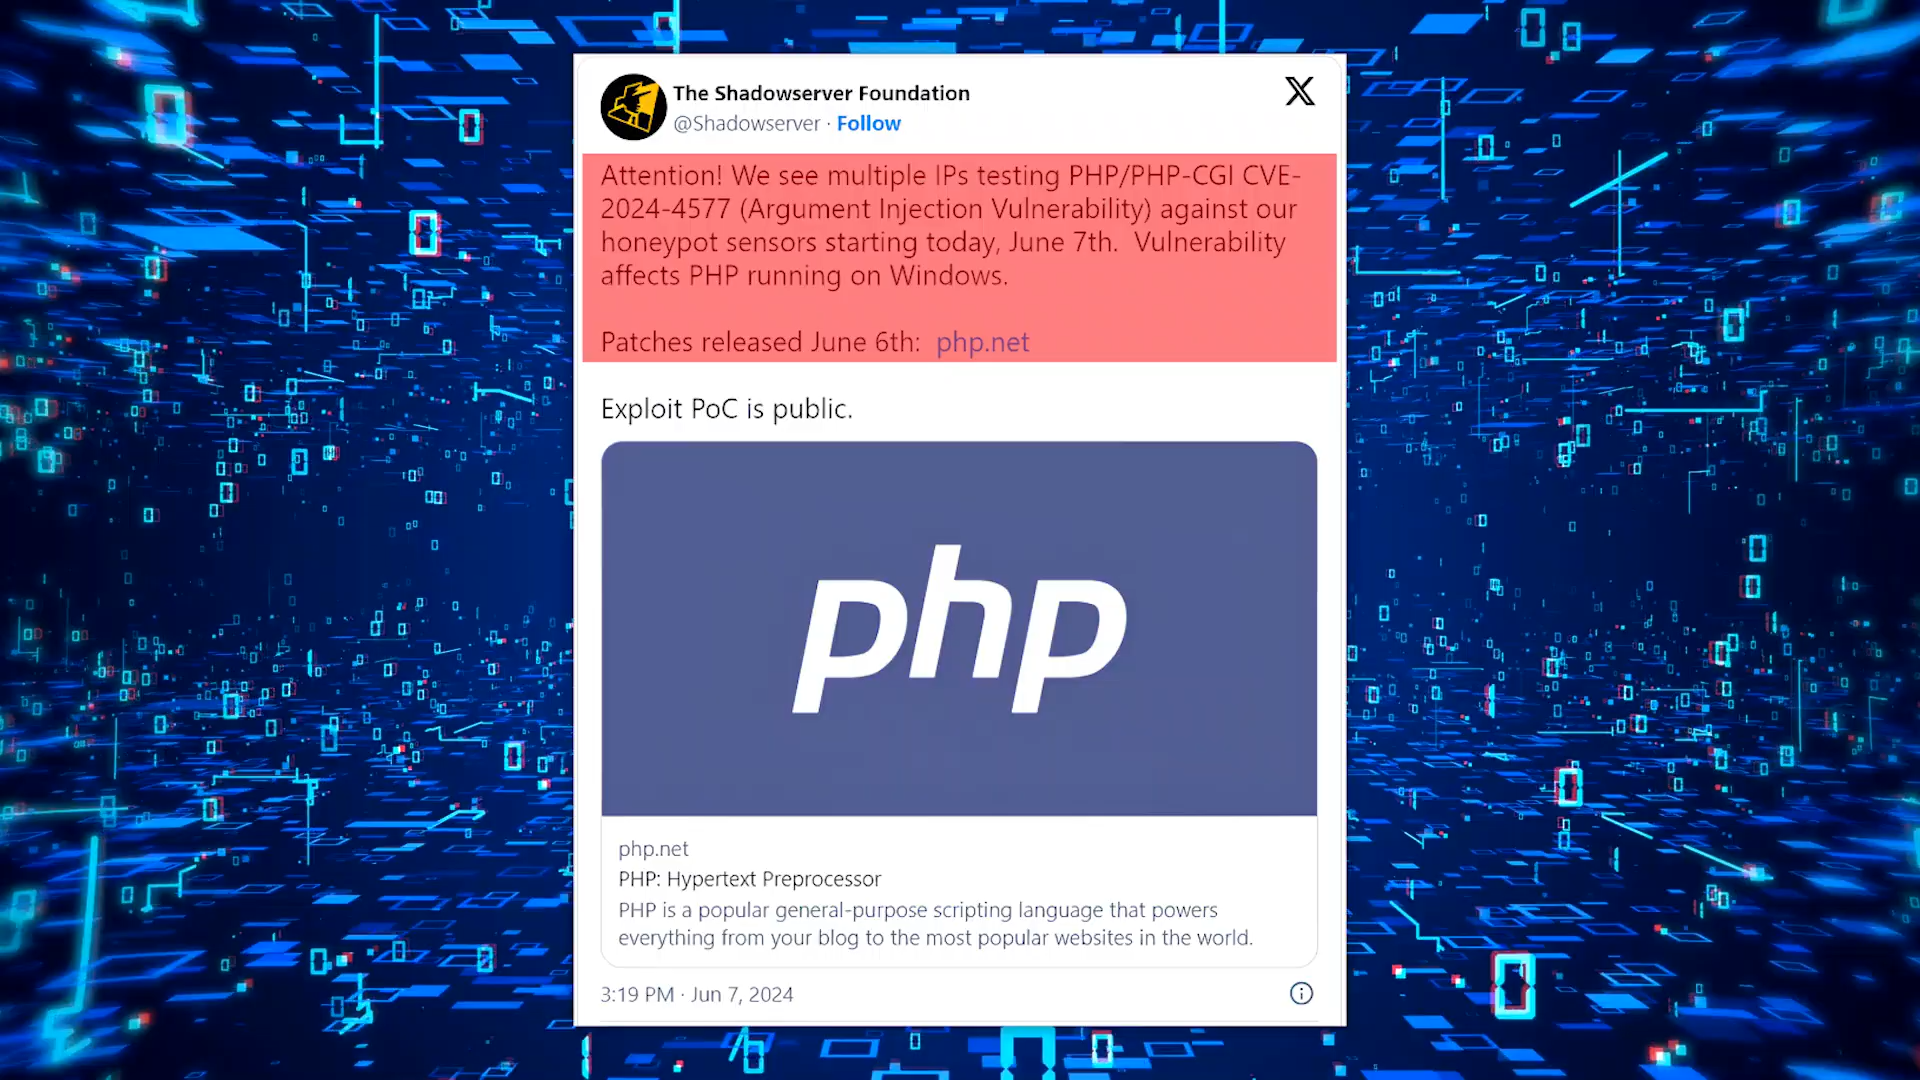 The Shadowserver Foundation
@Shadowserver · Follow
Attention! We see multiple IPs testing PHP/PHP-CGI CVE-
2024-4577 (Argument Injection Vulnerability) against our
honeypot sensors starting today, June 7th.  Vulnerability
affects PHP running on Windows.
Patches released June 6th:  php.net
Exploit PoC is public.
php
php.net
PHP: Hypertext Preprocessor
PHP is a popular general-purpose scripting language that powers
everything from your blog to the most popular websites in the world.
3:19 PM · Jun 7, 2024